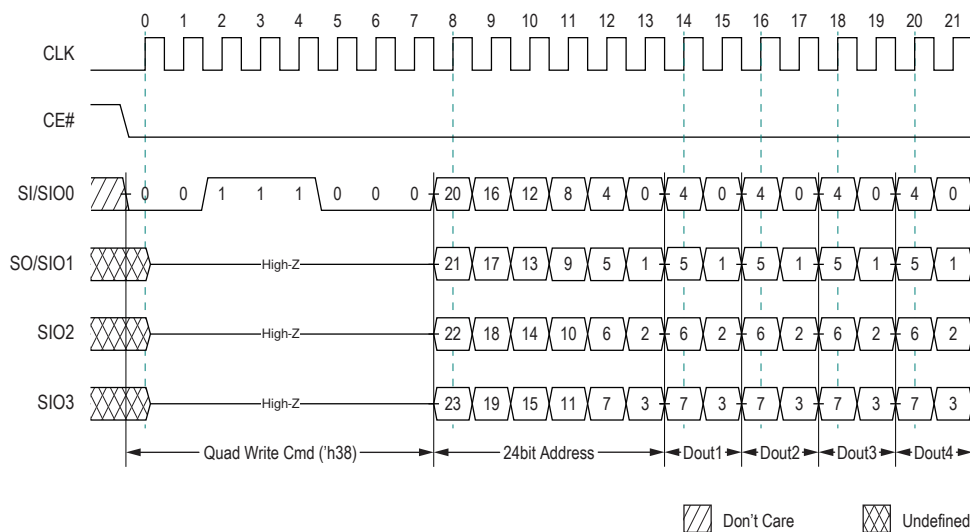 0 1 2 3 4 5 6 7 8 9 10 11 12 13 14 15 16 17 18 19 20 21
CLK
CE#
SI/SIO0 0 0 1 1 1 0 0 0 20 16 12 8 4 0 4 0 4 0 4 0 4 0
SO/SIO1 High-Z 21 17 13 9 5 1 5 1 5 1 5 1 5 1
SIO2 High-Z 22 18 14 10 6 2 6 2 6 2 6 2 6 2
SIO3 High-Z 23 19 15 11 7 3 7 3 7 3 7 3 7 3
Quad Write Cmd ('h38) 24bit Address Dout1 Dout2 Dout3 Dout4
Don't Care Undefined